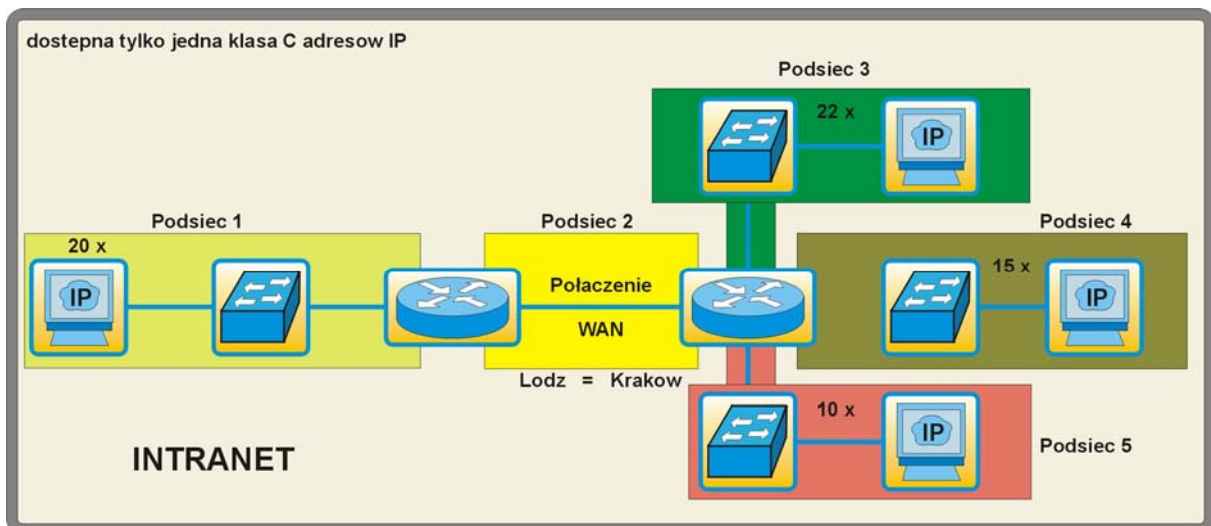 dostepna tylko jedna klasa C adresow IP
Podsiec 3
22 x
IP
Podsiec 1
Podsiec 2
Podsiec 4
20 x
IP
Połaczenie
WAN
15 x
IP
Lodz = Krakow
10 x
IP
Podsiec 5
INTRANET